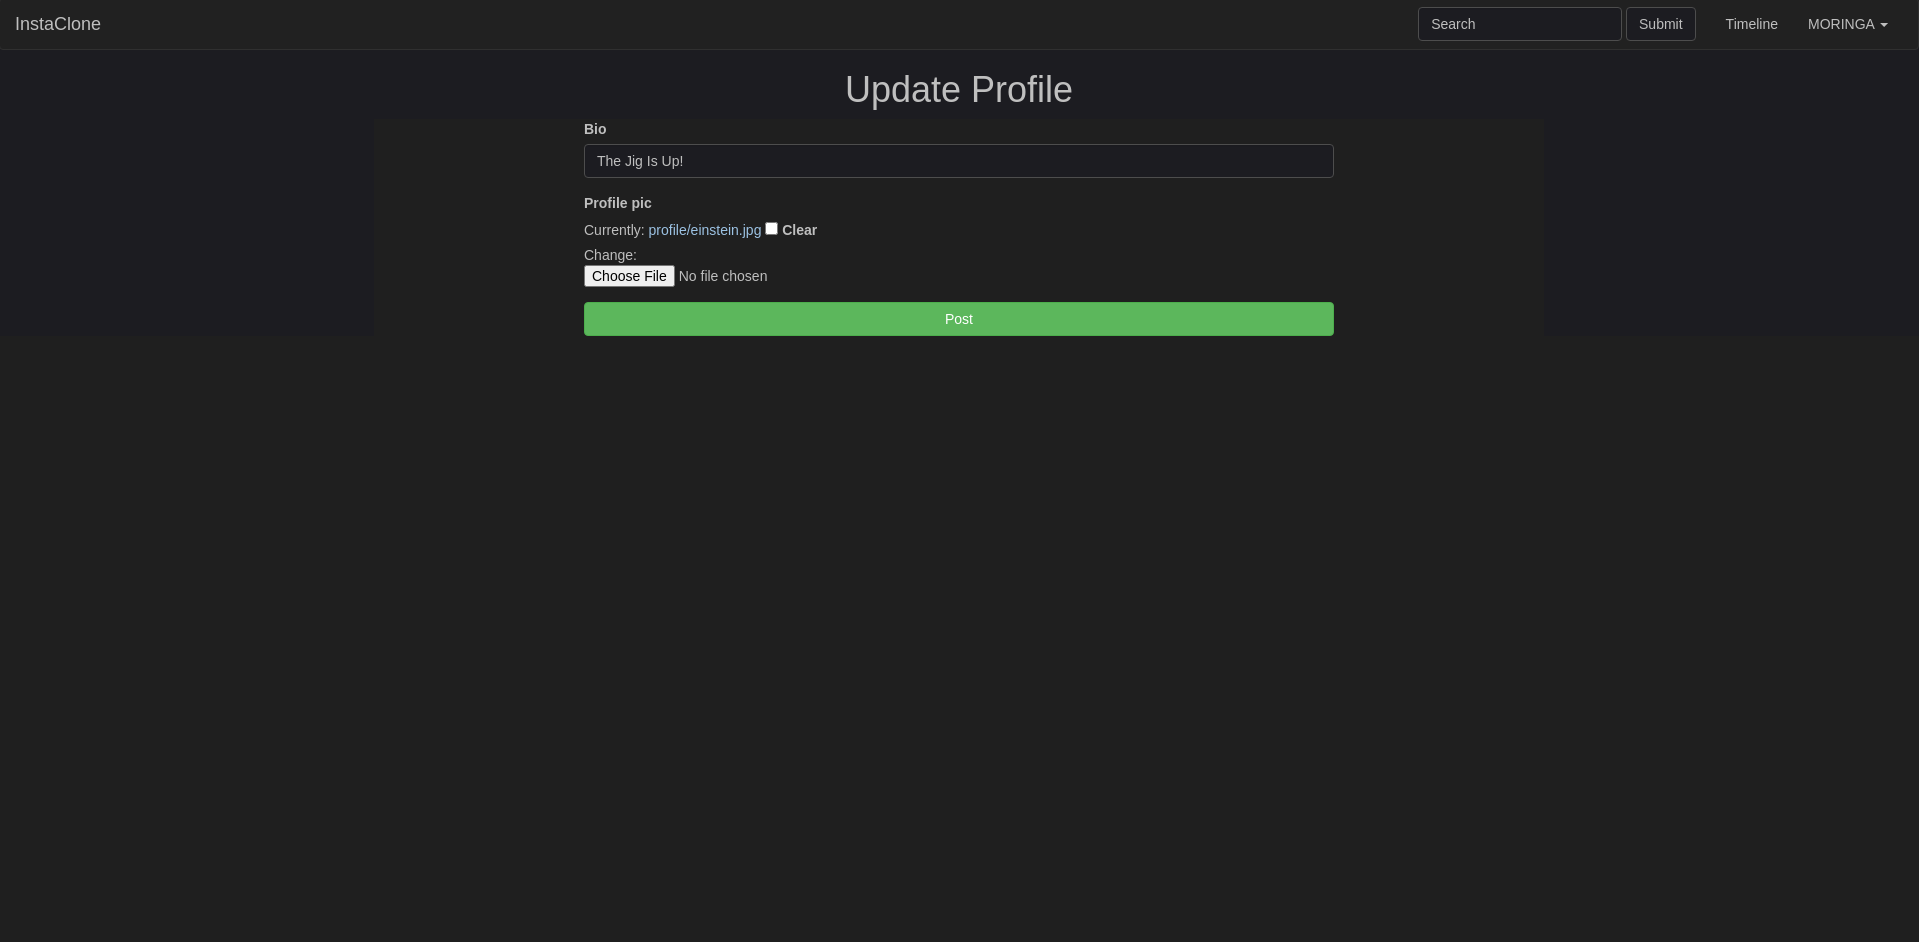 InstaClone Search Submit Timeline MORINGA
Update Profile
Bio
The Jig Is Up!
Profile pic
Currently: profile/einstein.jpg Clear
Change:
Choose File No file chosen
Post